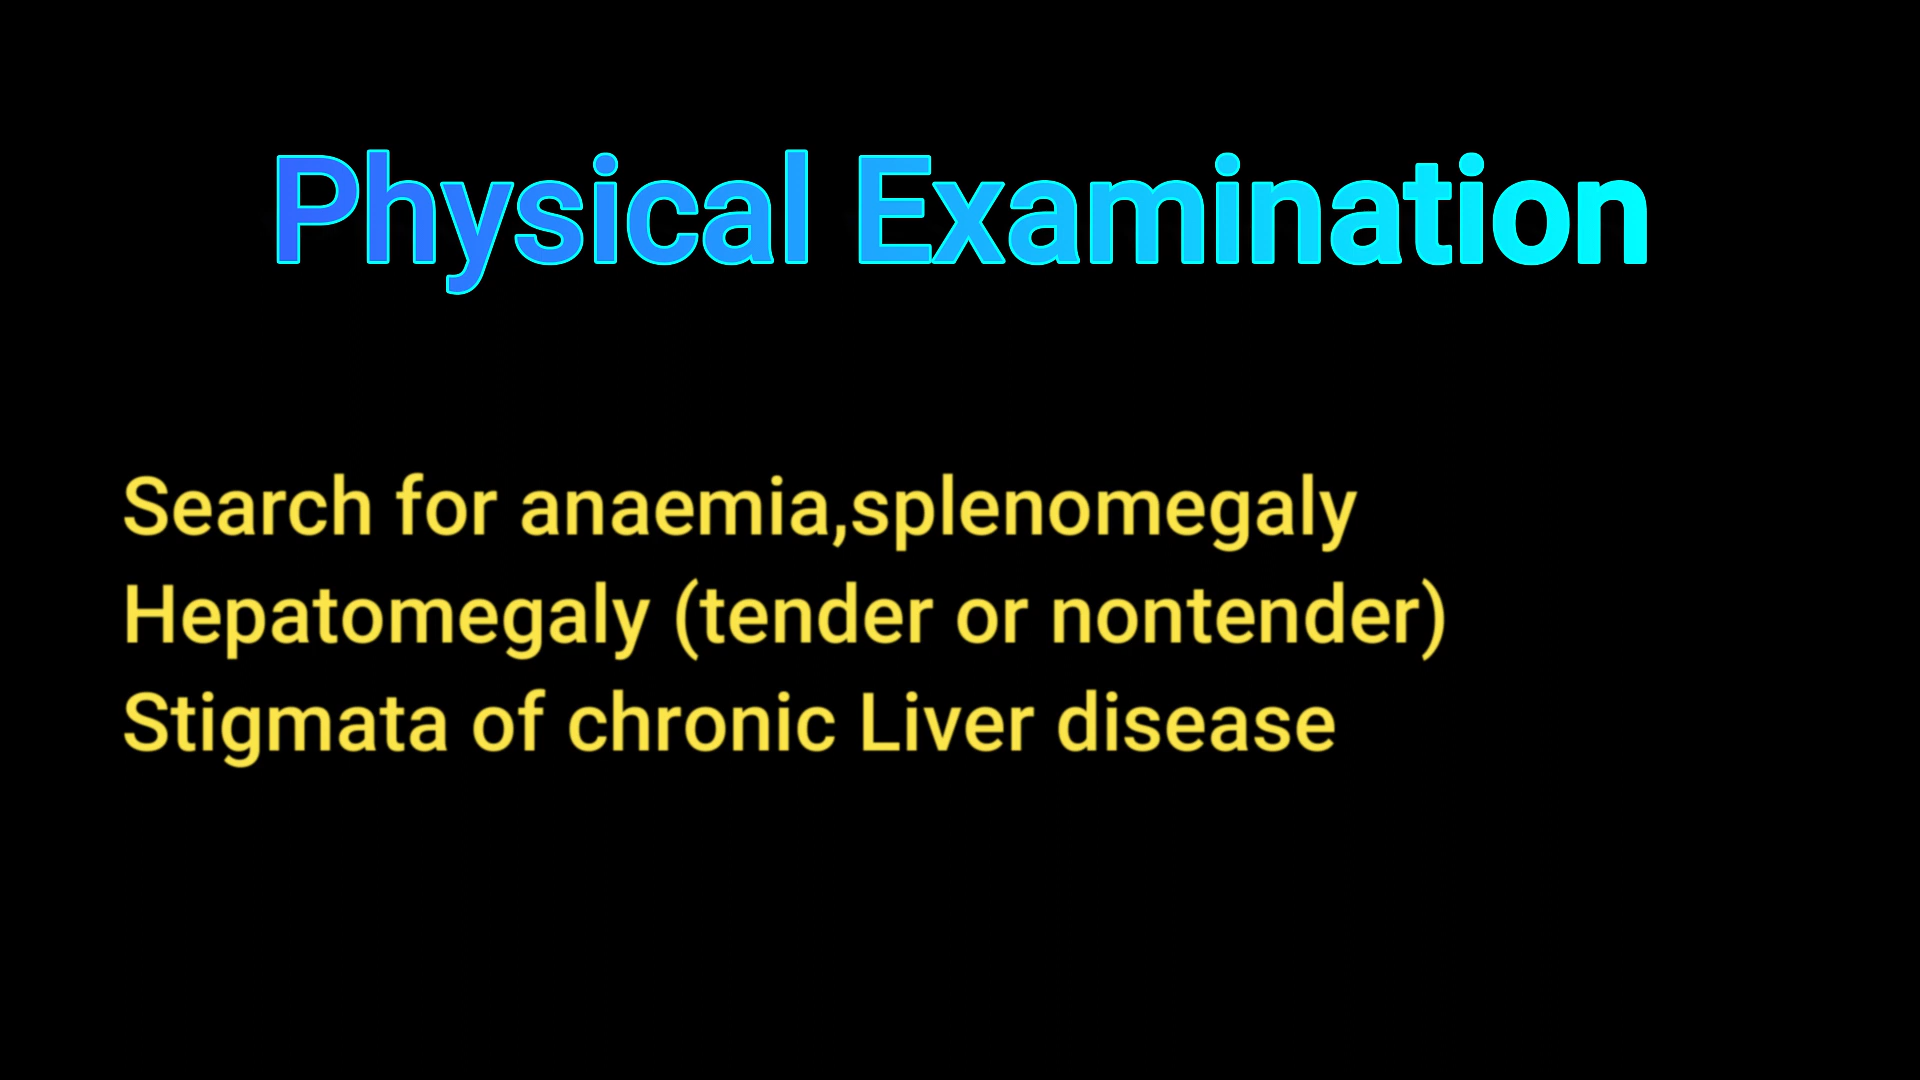 Physical Examination
Search for anaemia,splenomegaly
Hepatomegaly (tender or nontender)
Stigmata of chronic Liver disease